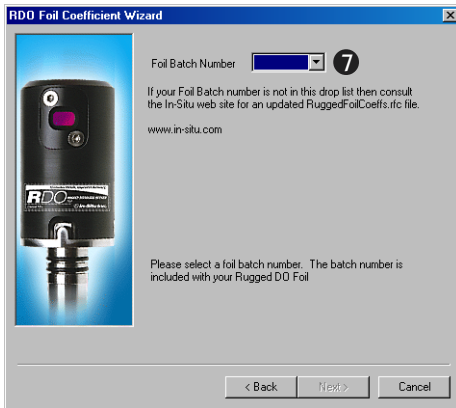 RDO Foil Coefficient Wizard
Foil Batch Number
7
If your Foil Batch number is not in this drop list then consult
the In-Situ web site for an updated RuggedFoilCoeffs.rfc file.
www.in-situ.com
RDO
Please select a foil batch number. The batch number is
included with your Rugged DO Foil
< Back
Next >
Cancel